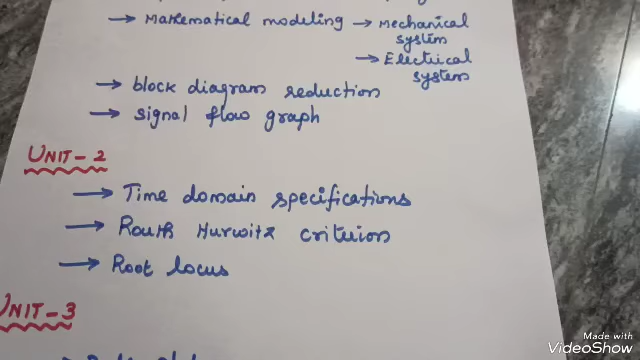 → Mathematical modeling → Mechanical system
→ Electrical system
→ block diagram reduction
→ signal flow graph
UNIT-2
→ Time domain specifications
→ Routh Hurwitz criterion
→ Root locus
UNIT-3
Made with
VideoShow